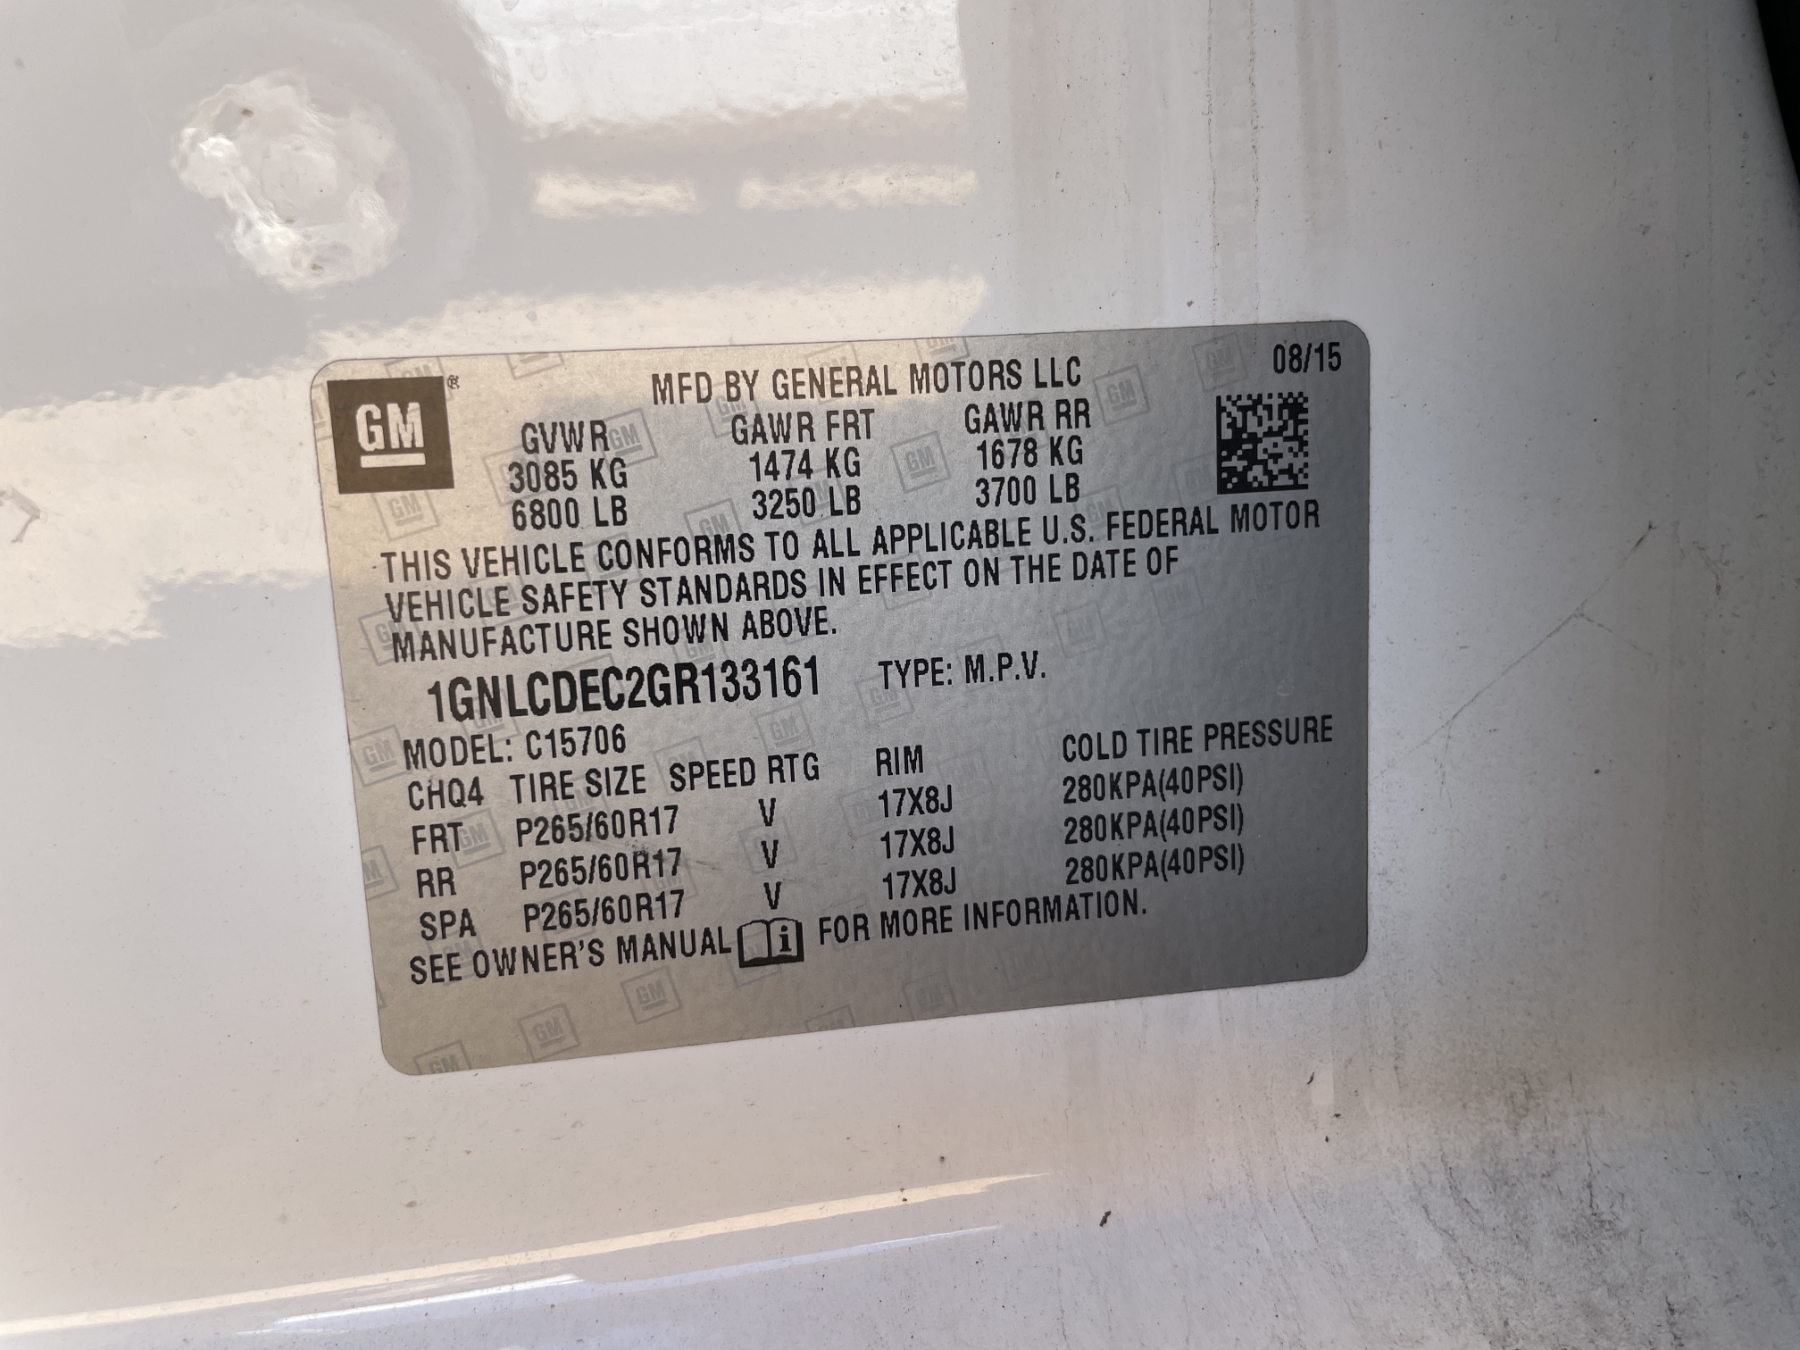 08/15
GM®
MFD BY GENERAL MOTORS LLC
GVWR GAWR FRT GAWR RR
3085 KG 1474 KG 1678 KG
6800 LB 3250 LB 3700 LB
THIS VEHICLE CONFORMS TO ALL APPLICABLE U.S. FEDERAL MOTOR
VEHICLE SAFETY STANDARDS IN EFFECT ON THE DATE OF
MANUFACTURE SHOWN ABOVE.
1GNLCDEC2GR133161 TYPE: M.P.V.
MODEL: C15706
CHQ4 TIRE SIZE SPEED RTG RIM COLD TIRE PRESSURE
FRT P265/60R17 V 17X8J 280KPA(40PSI)
RR P265/60R17 V 17X8J 280KPA(40PSI)
SPA P265/60R17 V 17X8J 280KPA(40PSI)
SEE OWNER'S MANUAL i FOR MORE INFORMATION.